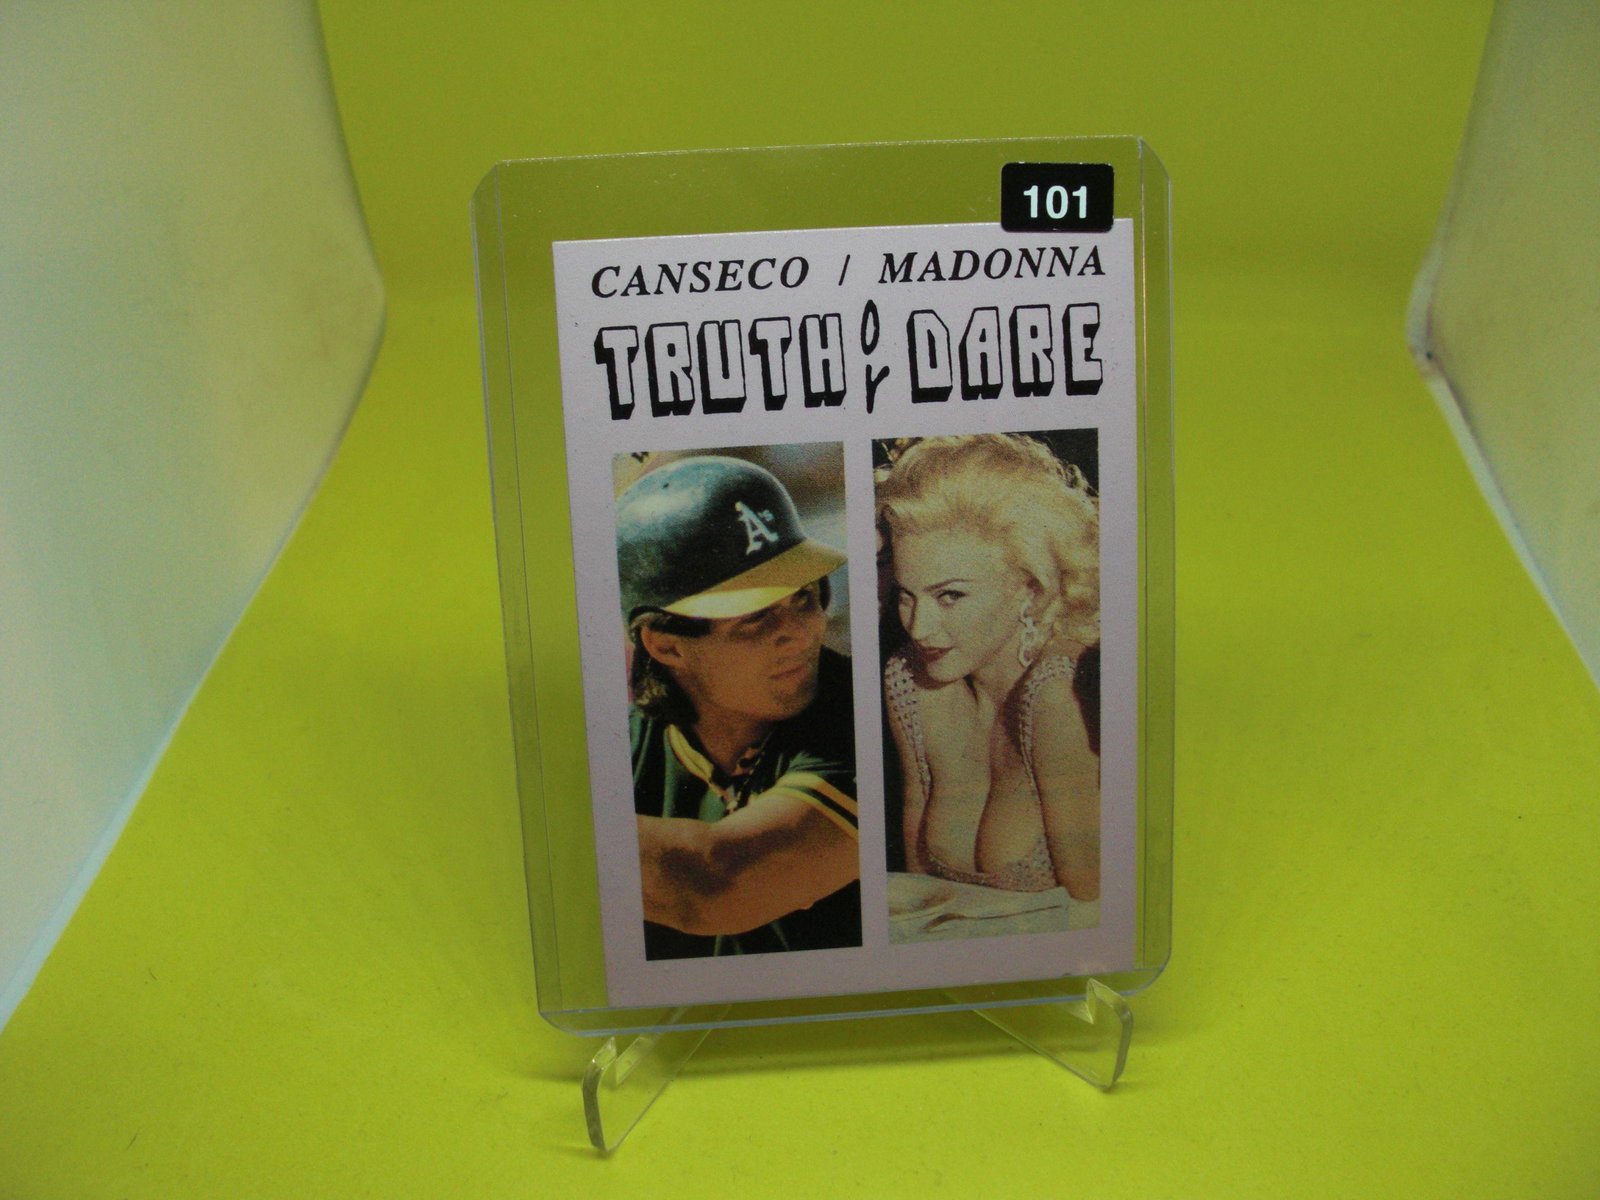 101
CANSECO / MADONNA
TRUTH or DARE
A's